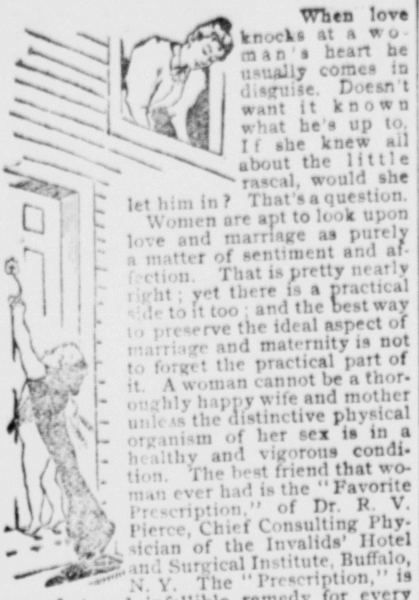 When love
knocks at a wo-
man's heart he
usually comes in
disguise. Doesn't
want it known
what he's up to.
If she knew all
about the little
rascal, would she
let him in? That's a question.
Women are apt to look upon
love and marriage as purely
a matter of sentiment and af-
fection. That is pretty nearly
right; yet there is a practical
side to it too; and the best way
to preserve the ideal aspect of
marriage and maternity is not
to forget the practical part of
it. A woman cannot be a thor-
oughly happy wife and mother
unless the distinctive physical
organism of her sex is in a
healthy and vigorous condi-
tion. The best friend that wo-
man ever had is the "Favorite
Prescription," of Dr. R. V.
Pierce, Chief Consulting Phy-
sician of the Invalids' Hotel
and Surgical Institute, Buffalo,
N. Y. The "Prescription," is
infallible remedy for every